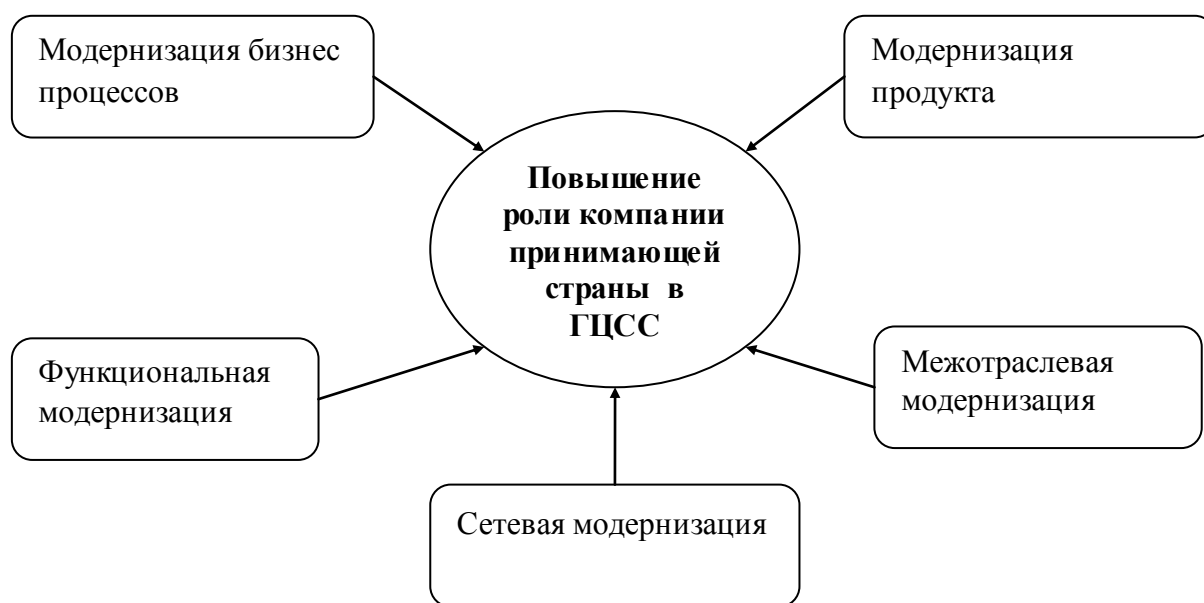 Модернизация бизнес
процессов
Модернизация
продукта
Повышение
роли компании
принимающей
страны в
ГЦСС
Функциональная
модернизация
Межотраслевая
модернизация
Сетевая модернизация